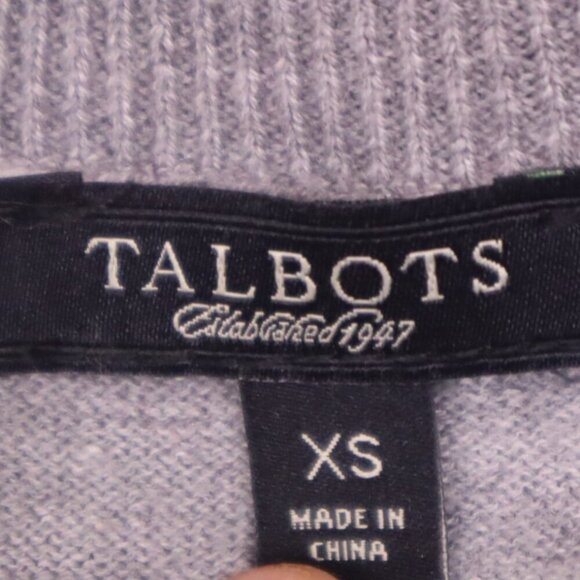 TALBOTS
Established 1947
XS
MADE IN
CHINA